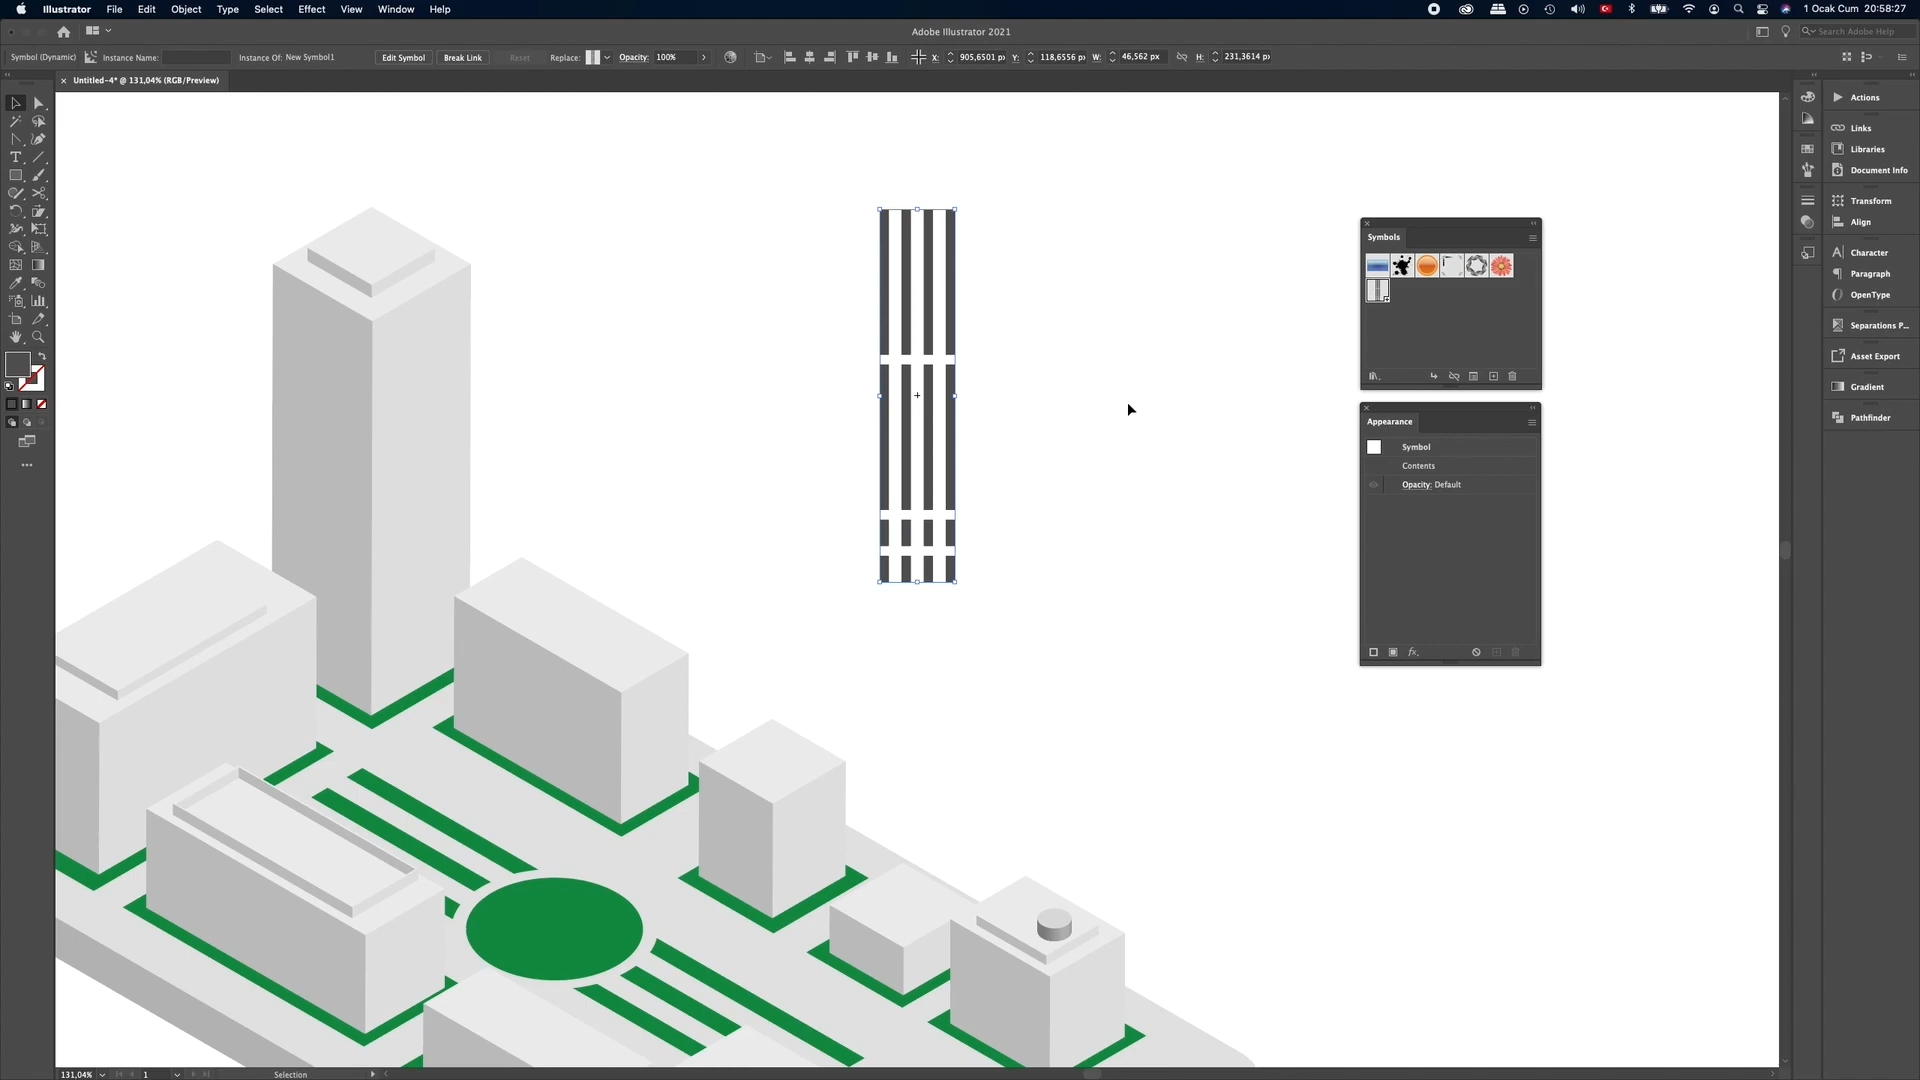 Illustrator File Edit Object Type Select Effect View Window Help 1 Ocak Cum 20:58:27
Adobe Illustrator 2021 Search Adobe Help
Symbol (Dynamic) Instance Name: Instance Of: New Symbol1 Edit Symbol Break Link Reset Replace: Opacity: 100% X: 905,6501 p Y: 118,6556 p W: 46,562 px H: 231,3614 p
× Untitled-4* @ 131,04% (RGB/Preview)
Actions
Links
Libraries
Document Info
Transform
Align
Character
Paragraph
OpenType
Separations P...
Asset Export
Gradient
Pathfinder
Symbols
Appearance
Symbol
Contents
Opacity: Default
fx
131,04% 1 Selection